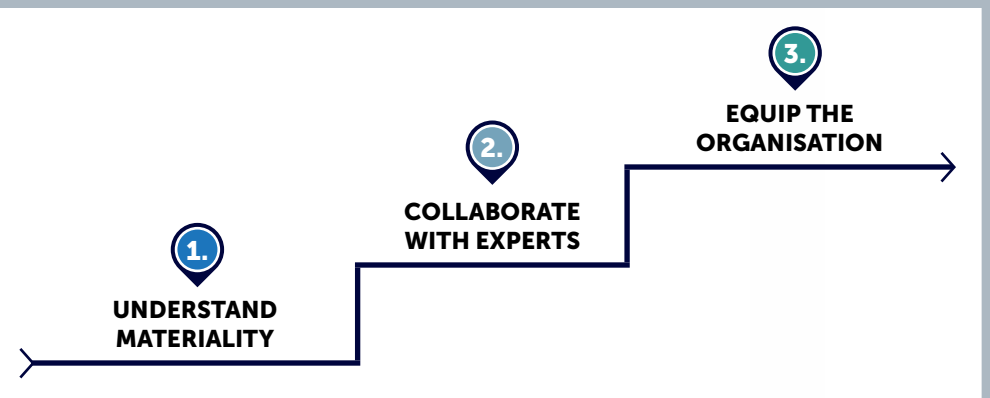 1.
UNDERSTAND
MATERIALITY
2.
COLLABORATE
WITH EXPERTS
3.
EQUIP THE
ORGANISATION